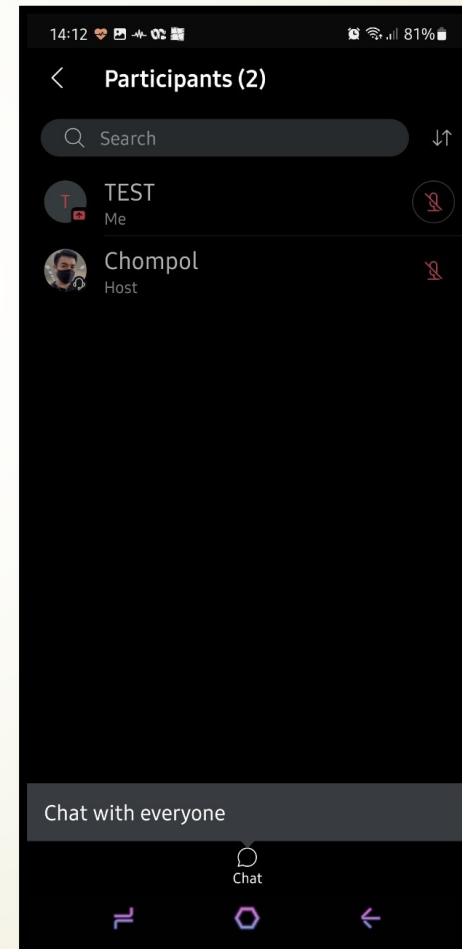 14:12 81%
Participants (2)
Search
T
TEST
Me
Chompol
Host
Chat with everyone
Chat